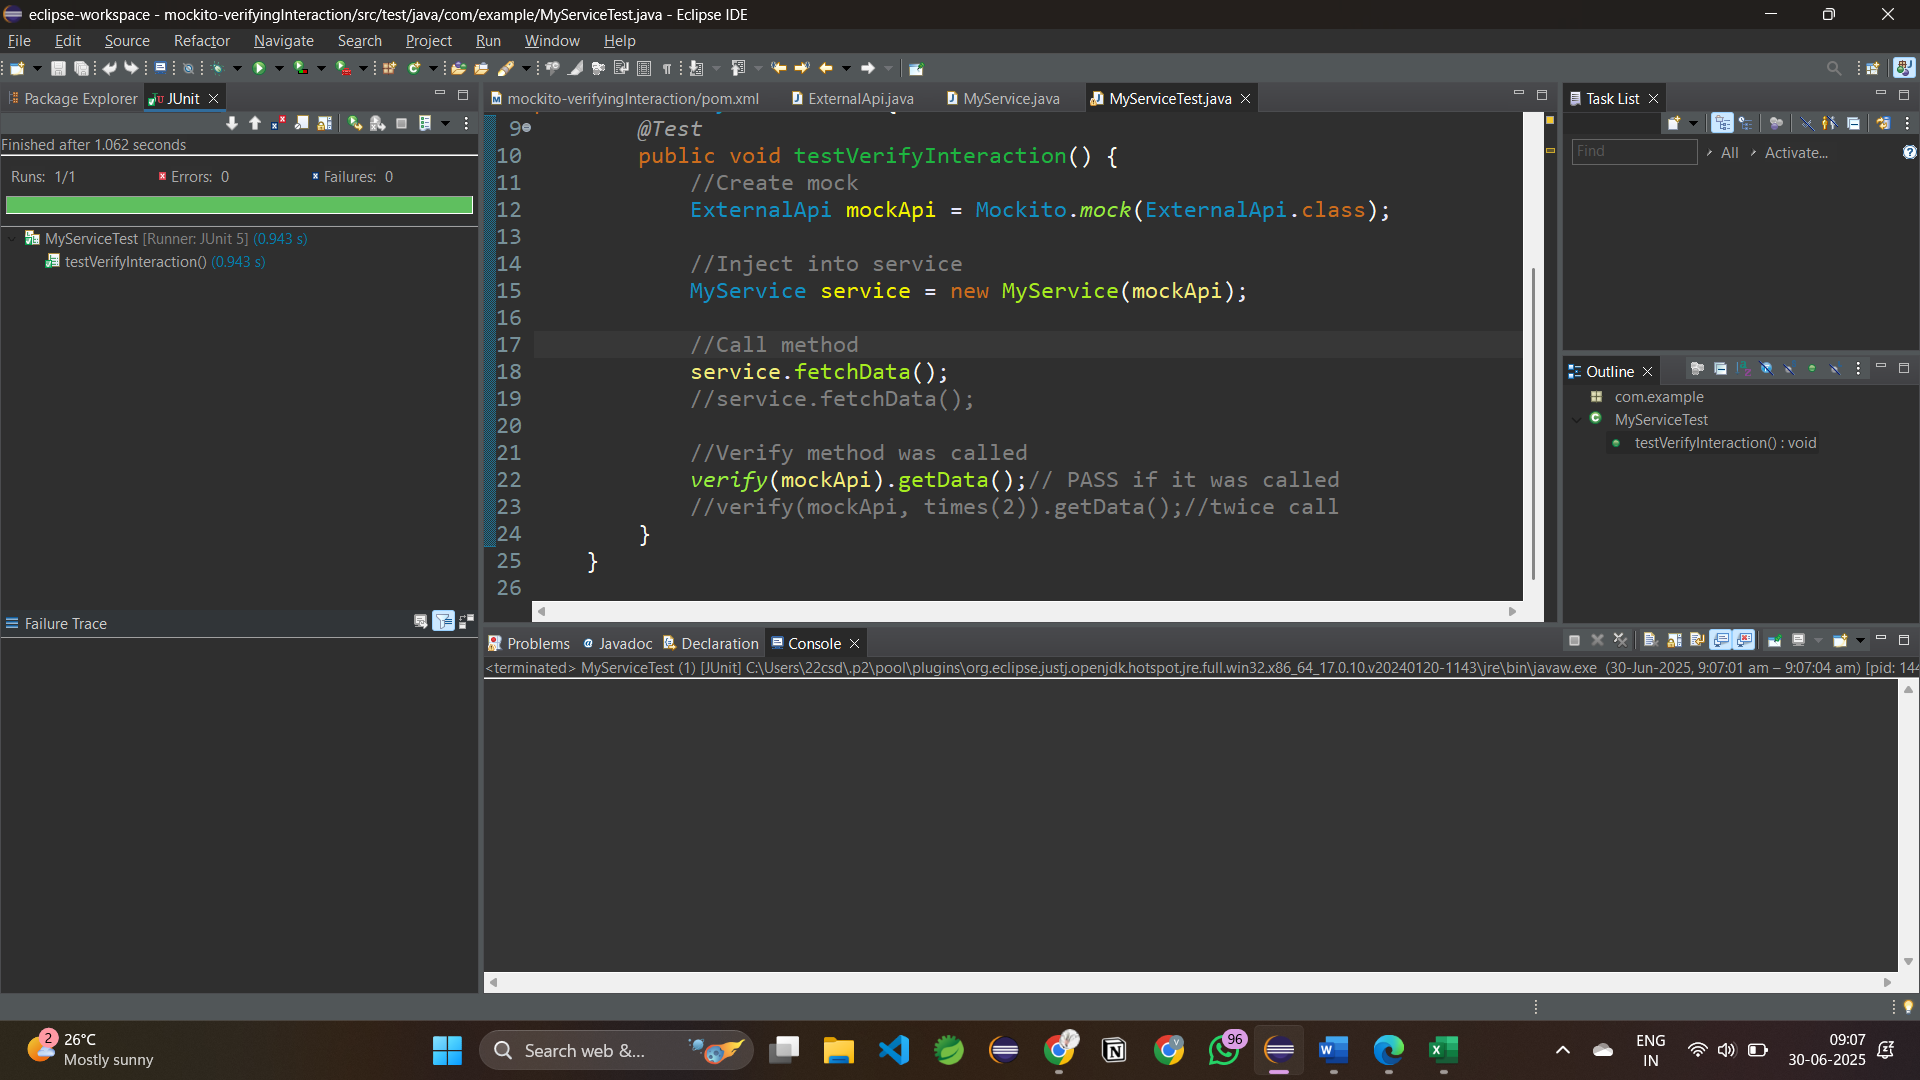 eclipse-workspace - mockito-verifyingInteraction/src/test/java/com/example/MyServiceTest.java - Eclipse IDE
File Edit Source Refactor Navigate Search Project Run Window Help
Package Explorer JUnit
Finished after 1.062 seconds
Runs: 1/1 Errors: 0 Failures: 0
MyServiceTest [Runner: JUnit 5] (0.943 s)
testVerifyInteraction() (0.943 s)
Failure Trace
mockito-verifyingInteraction/pom.xml ExternalApi.java MyService.java MyServiceTest.java
9 @Test
10 public void testVerifyInteraction() {
11 //Create mock
12 ExternalApi mockApi = Mockito.mock(ExternalApi.class);
13
14 //Inject into service
15 MyService service = new MyService(mockApi);
16
17 //Call method
18 service.fetchData();
19 //service.fetchData();
20
21 //Verify method was called
22 verify(mockApi).getData();// PASS if it was called
23 //verify(mockApi, times(2)).getData();//twice call
24 }
25 }
26
Task List
Find All Activate...
Outline
com.example
MyServiceTest
testVerifyInteraction() : void
Problems Javadoc Declaration Console
<terminated> MyServiceTest (1) [JUnit] C:\Users\22csd\.p2\pool\plugins\org.eclipse.justj.openjdk.hotspot.jre.full.win32.x86_64_17.0.10.v20240120-1143\jre\bin\javaw.exe (30-Jun-2025, 9:07:01 am – 9:07:04 am) [pid: 144
2
26°C
Mostly sunny
Search web &...
96
ENG
IN
09:07
30-06-2025